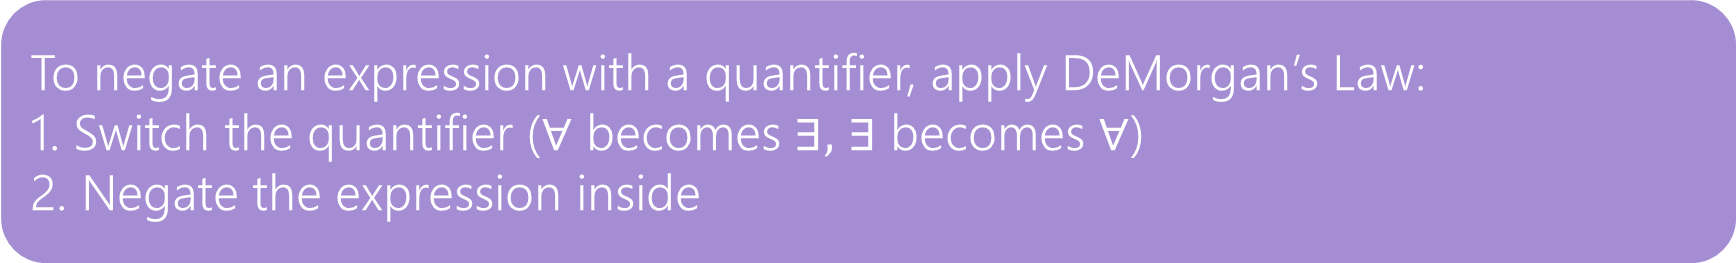 To negate an expression with a quantifier, apply DeMorgan’s Law:
1. Switch the quantifier (∀ becomes ∃, ∃ becomes ∀)
2. Negate the expression inside